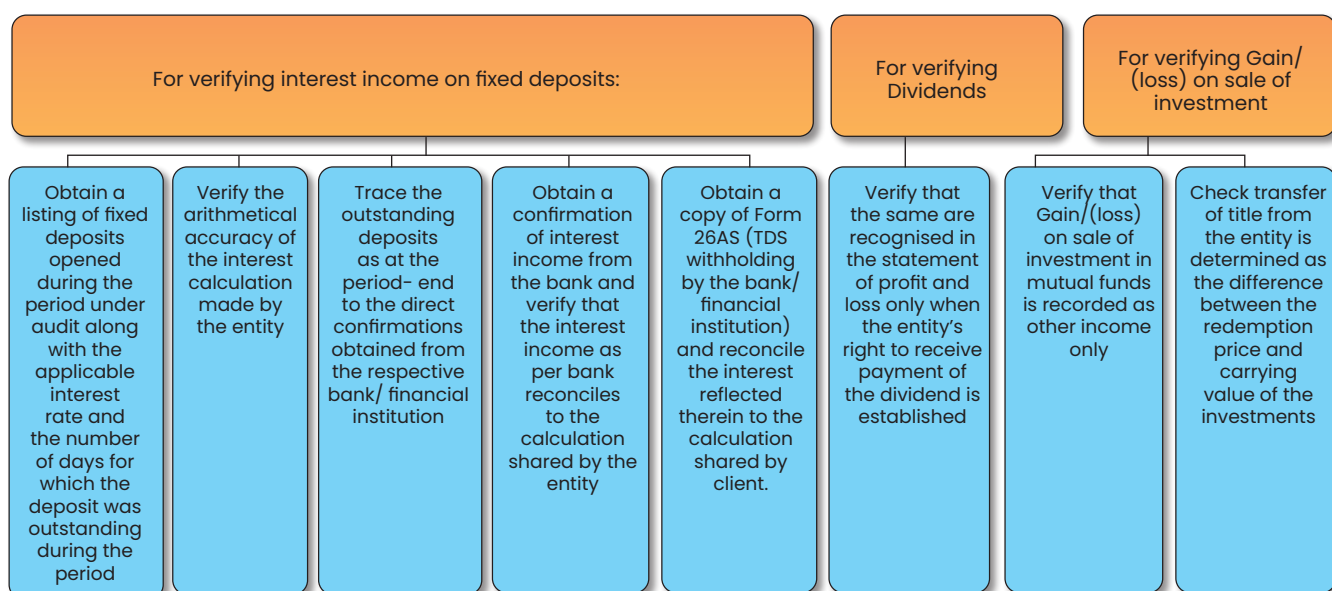 For verifying interest income on fixed deposits:
For verifying
Dividends
For verifying Gain/
(loss) on sale of
investment
Obtain a
listing of fixed
deposits
opened
during the
period under
audit along
with the
applicable
interest
rate and
the number
of days for
which the
deposit was
outstanding
during the
period
Verify the
arithmetical
accuracy of
the interest
calculation
made by
the entity
Trace the
outstanding
deposits
as at the
period- end
to the direct
confirmations
obtained from
the respective
bank/ financial
institution
Obtain a
confirmation
of interest
income from
the bank and
verify that
the interest
income as
per bank
reconciles
to the
calculation
shared by the
entity
Obtain a
copy of Form
26AS (TDS
withholding
by the bank/
financial
institution)
and reconcile
the interest
reflected
therein to the
calculation
shared by
client.
Verify that
the same are
recognised in
the statement
of profit and
loss only when
the entity’s
right to receive
payment of
the dividend is
established
Verify that
Gain/(loss)
on sale of
investment in
mutual funds
is recorded as
other income
only
Check transfer
of title from
the entity is
determined as
the difference
between the
redemption
price and
carrying
value of the
investments